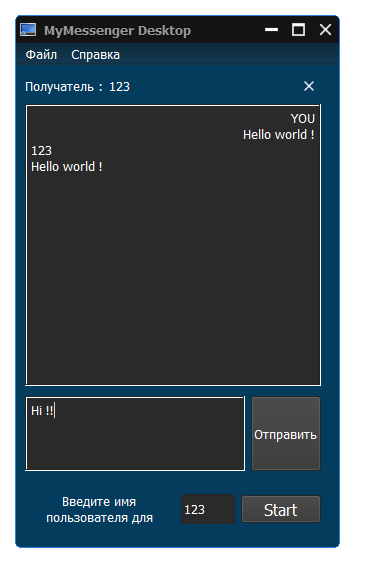 MyMessenger Desktop
Файл Справка
Получатель : 123
YOU
Hello world !
123
Hello world !
Hi !!
Отправить
Введите имя
пользователя для
123
Start